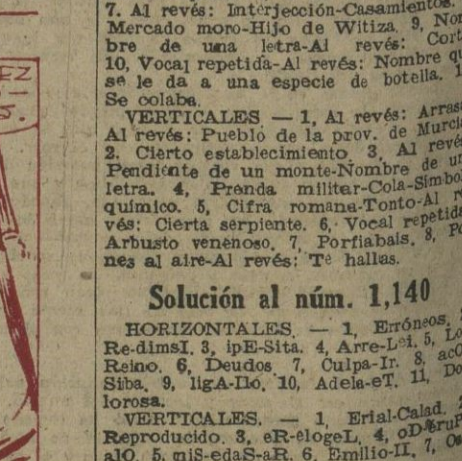 EZ
S.
7. Al revés: Interjección-Casamientos.
Mercado moro-Hijo de Witiza. 9, Nom
bre de una letra-Al revés: Cort
10, Vocal repetida-Al revés: Nombre qu
se le da a una especie de botella. 1
Se colaba.
VERTICALES — 1, Al revés: Arrasa
Al revés: Pueblo de la prov. de Murci
2. Cierto establecimiento. 3, Al revés
Pendiente de un monte-Nombre de un
letra. 4, Prenda militar-Cola-Símbo
químico. 5, Cifra romana-Tonto-Al r
vés: Cierta serpiente. 6, Vocal repetida
Arbusto venenoso. 7, Porfiabais. 8, Po
nes al aire-Al revés: Te hallas.
Solución al núm. 1,140
HORIZONTALES. — 1, Erróneos.
Re-dimsI. 3, ipE-Sita. 4, Arre-Lei. 5, Lo
Reino. 6, Deudos 7, Culpa-Ir. 8, acO
Siba. 9, ligA-Ilo, 10, Adela-eT. 11, Do
lorosa.
VERTICALES. — 1, Erial-Calad.
Reproducido. 3, eR-elogeL, 4,
alO. 5, miS-edaS-aR. 6, Emilio-II, 7,